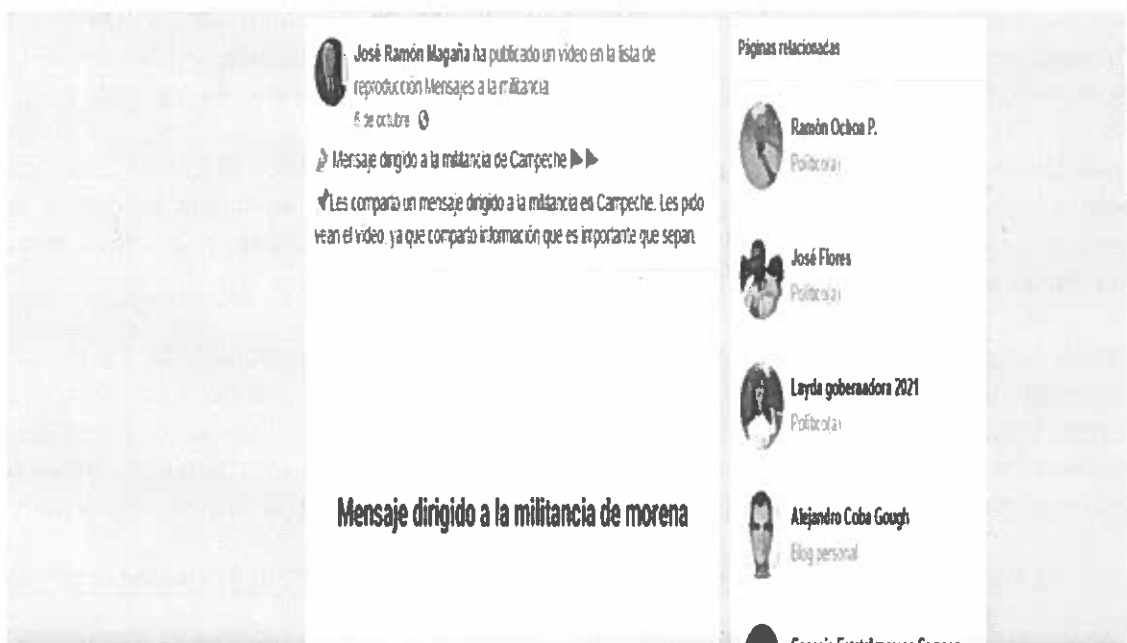 José Ramón Magaña ha publicado un video en la lista de
reproducción Mensajes a la militancia
6 de octubre
Mensaje dirigido a la militancia de Campeche
Les comparto un mensaje dirigido a la militancia en Campeche. Les pido
vean el video, ya que comparto información que es importante que sepan.
Mensaje dirigido a la militancia de morena
Páginas relacionadas
Ramón Ochoa P.
Político(a)
José Flores
Político(a)
Layda gobernadora 2021
Político(a)
Alejandro Coba Gough
Blog personal